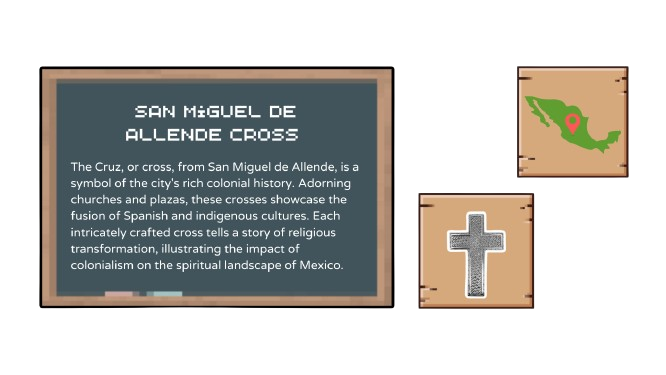 SAN MiGUEL DE
ALLENDE CROSS
The Cruz, or cross, from San Miguel de Allende, is a
symbol of the city's rich colonial history. Adorning
churches and plazas, these crosses showcase the
fusion of Spanish and indigenous cultures. Each
intricately crafted cross tells a story of religious
transformation, illustrating the impact of
colonialism on the spiritual landscape of Mexico.